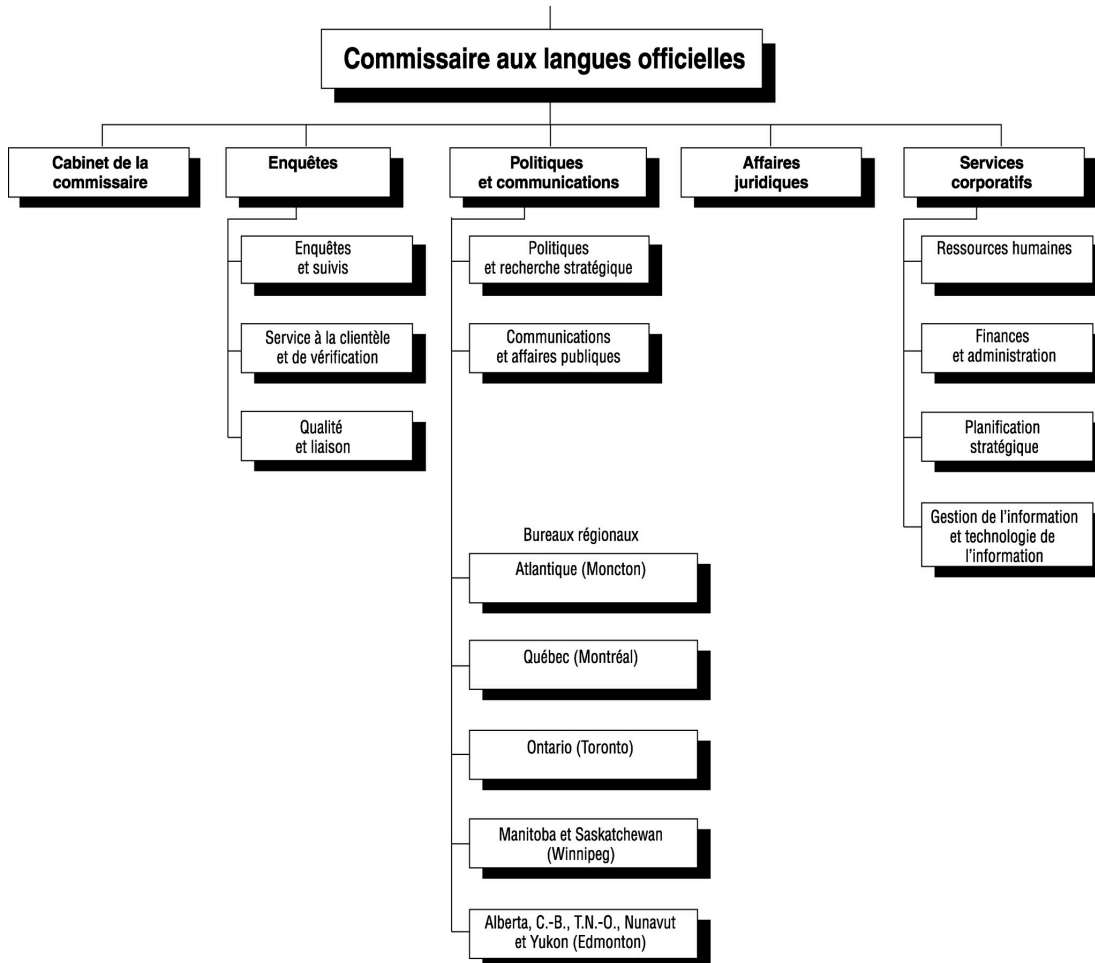 Commissaire aux langues officielles
Cabinet de la
commissaire
Enquêtes
Politiques
et communications
Affaires
juridiques
Services
corporatifs
Enquêtes
et suivis
Service à la clientèle
et de vérification
Qualité
et liaison
Politiques
et recherche stratégique
Communications
et affaires publiques
Bureaux régionaux
Atlantique (Moncton)
Québec (Montréal)
Ontario (Toronto)
Manitoba et Saskatchewan
(Winnipeg)
Alberta, C.-B., T.N.-O., Nunavut
et Yukon (Edmonton)
Ressources humaines
Finances
et administration
Planification
stratégique
Gestion de l’information
et technologie de
l’information